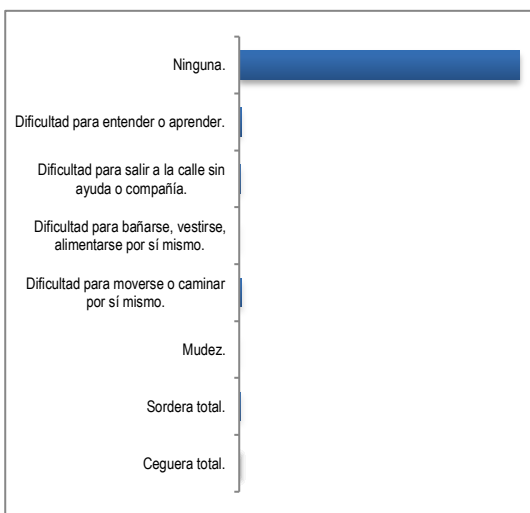 Ninguna.
Dificultad para entender o aprender.
Dificultad para salir a la calle sin
ayuda o compañía.
Dificultad para bañarse, vestirse,
alimentarse por sí mismo.
Dificultad para moverse o caminar
por sí mismo.
Mudez.
Sordera total.
Ceguera total.